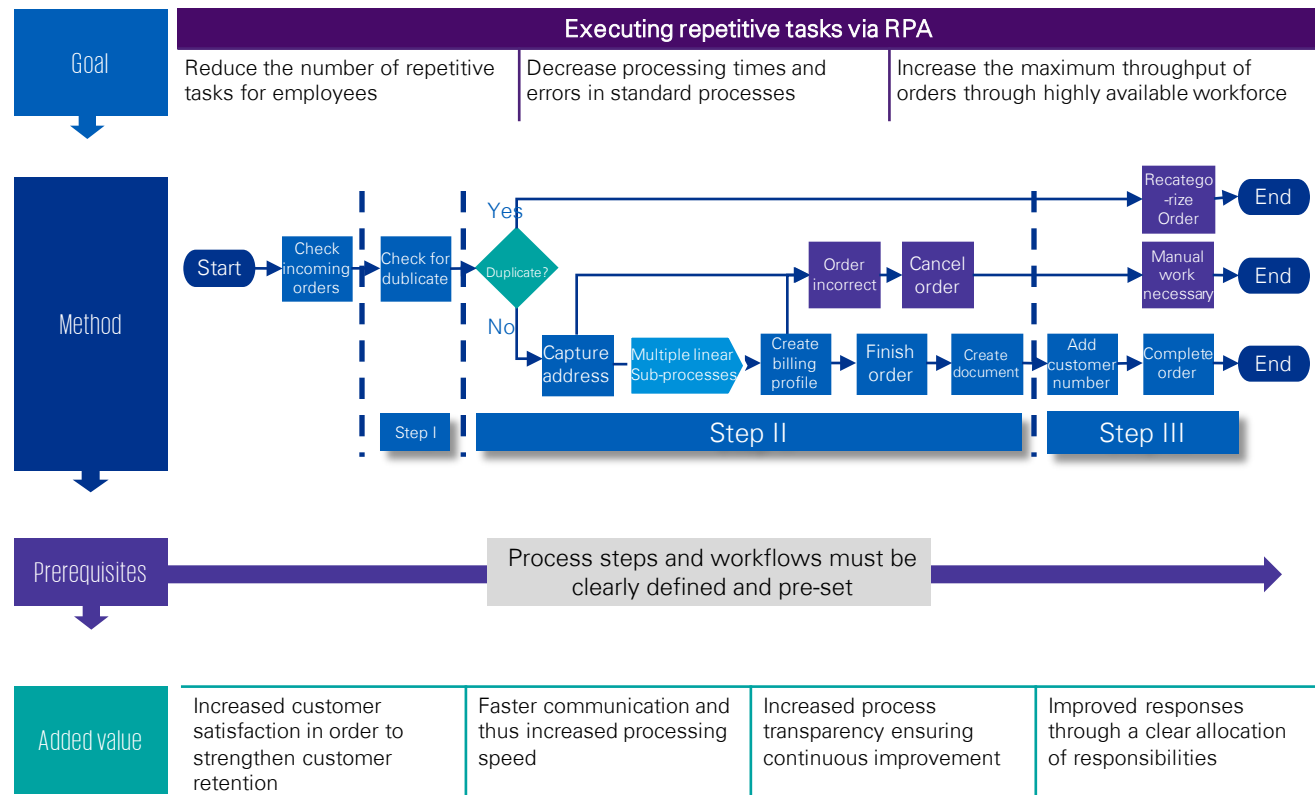 Goal
Executing repetitive tasks via RPA
Reduce the number of repetitive
tasks for employees
Decrease processing times and
errors in standard processes
Increase the maximum throughput of
orders through highly available workforce
Method
Start
Check
incoming
orders
Check for
dublicate
Yes
Duplicate?
No
Recatego
-rize
Order
End
Order
incorrect
Cancel
order
Manual
work
necessary
End
Capture
address
Multiple linear
Sub-processes
Create
billing
profile
Finish
order
Create
document
Add
customer
number
Complete
order
End
Step I
Step II
Step III
Prerequisites
Process steps and workflows must be
clearly defined and pre-set
Added value
Increased customer
satisfaction in order to
strengthen customer
retention
Faster communication and
thus increased processing
speed
Increased process
transparency ensuring
continuous improvement
Improved responses
through a clear allocation
of responsibilities